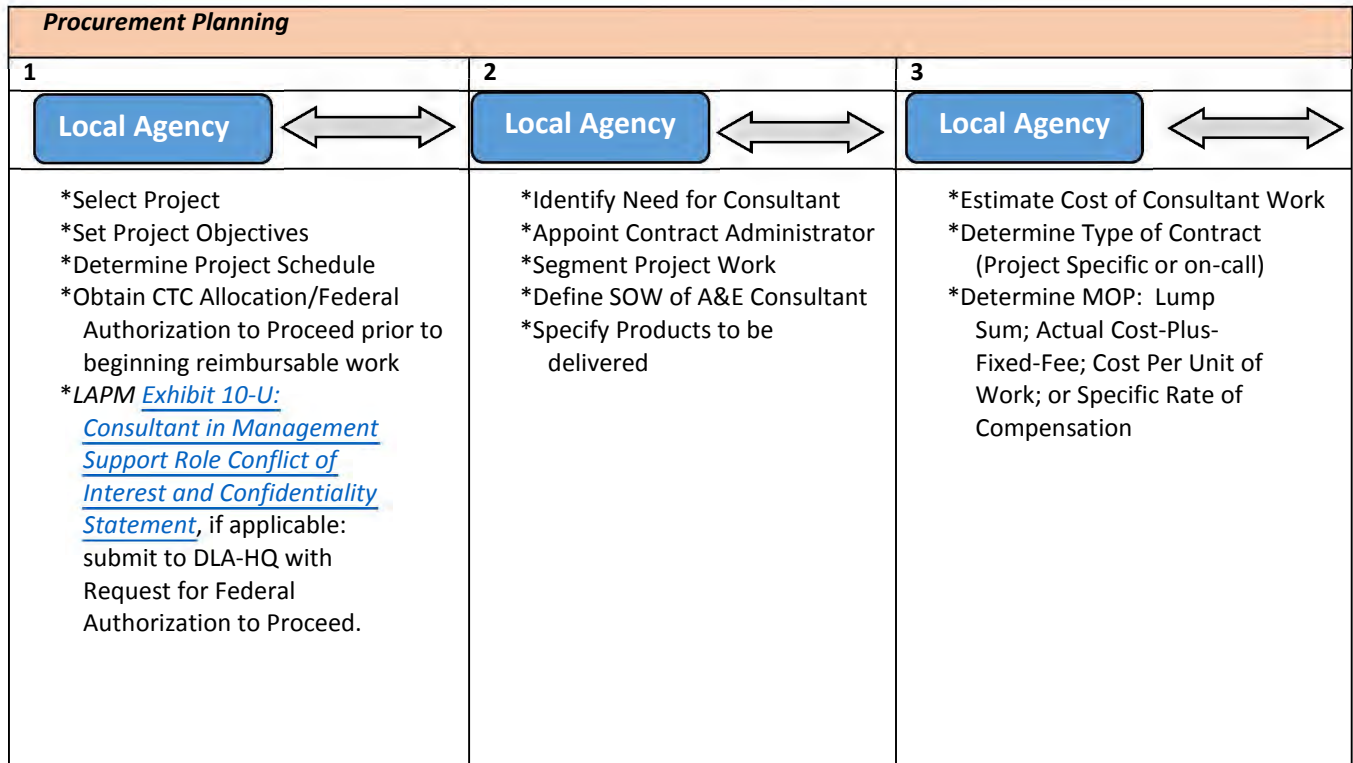 Procurement Planning
1
Local Agency
*Select Project
*Set Project Objectives
*Determine Project Schedule
*Obtain CTC Allocation/Federal
Authorization to Proceed prior to
beginning reimbursable work
*LAPM Exhibit 10-U:
Consultant in Management
Support Role Conflict of
Interest and Confidentiality
Statement, if applicable:
submit to DLA-HQ with
Request for Federal
Authorization to Proceed.
2
Local Agency
*Identify Need for Consultant
*Appoint Contract Administrator
*Segment Project Work
*Define SOW of A&E Consultant
*Specify Products to be
delivered
3
Local Agency
*Estimate Cost of Consultant Work
*Determine Type of Contract
(Project Specific or on-call)
*Determine MOP: Lump
Sum; Actual Cost-Plus-
Fixed-Fee; Cost Per Unit of
Work; or Specific Rate of
Compensation